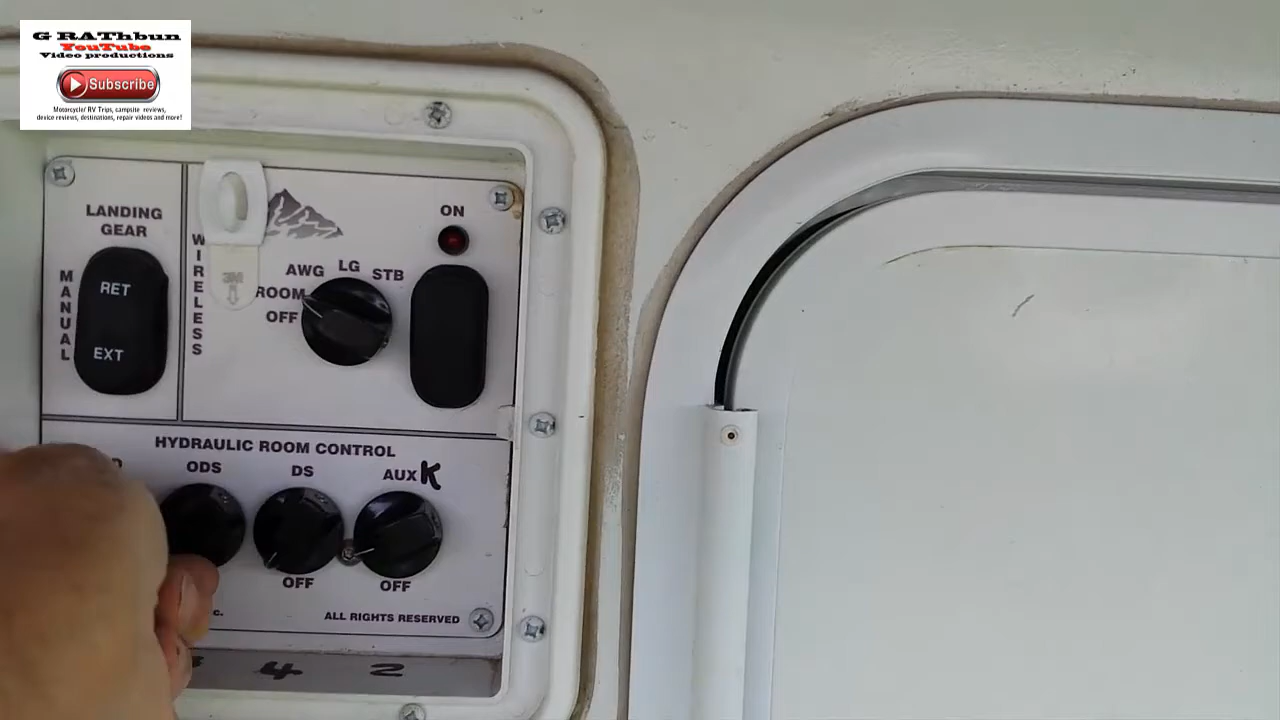 G RAThbun
YouTube
Video productions
Subscribe
Motorcycle/ RV Trips, campsite reviews,
device reviews, destinations, repair videos and more!
LANDING
GEAR
MANUAL
RET
EXT
WIRELESS
3M
OFF
ROOM
AWG
LG
STB
ON
HYDRAULIC ROOM CONTROL
ODS
DS
AUX K
OFF
OFF
ALL RIGHTS RESERVED
4
2